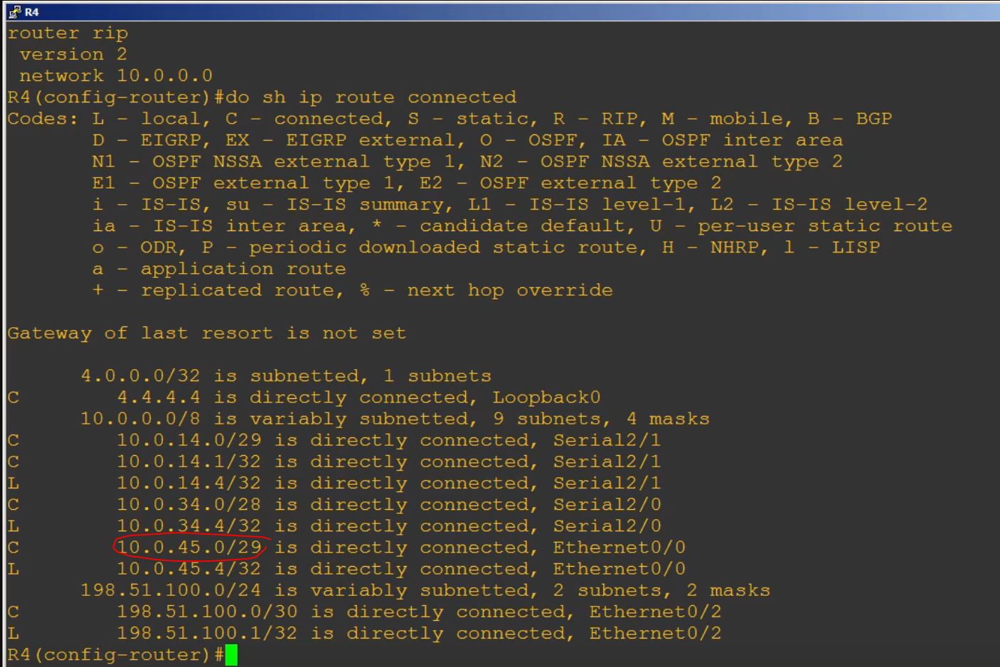 R4
router rip
 version 2
 network 10.0.0.0
R4(config-router)#do sh ip route connected
Codes: L - local, C - connected, S - static, R - RIP, M - mobile, B - BGP
       D - EIGRP, EX - EIGRP external, O - OSPF, IA - OSPF inter area
       N1 - OSPF NSSA external type 1, N2 - OSPF NSSA external type 2
       E1 - OSPF external type 1, E2 - OSPF external type 2
       i - IS-IS, su - IS-IS summary, L1 - IS-IS level-1, L2 - IS-IS level-2
       ia - IS-IS inter area, * - candidate default, U - per-user static route
       o - ODR, P - periodic downloaded static route, H - NHRP, l - LISP
       a - application route
       + - replicated route, % - next hop override
Gateway of last resort is not set
      4.0.0.0/32 is subnetted, 1 subnets
C        4.4.4.4 is directly connected, Loopback0
      10.0.0.0/8 is variably subnetted, 9 subnets, 4 masks
C        10.0.14.0/29 is directly connected, Serial2/1
C        10.0.14.1/32 is directly connected, Serial2/1
L        10.0.14.4/32 is directly connected, Serial2/1
C        10.0.34.0/28 is directly connected, Serial2/0
L        10.0.34.4/32 is directly connected, Serial2/0
C        10.0.45.0/29 is directly connected, Ethernet0/0
L        10.0.45.4/32 is directly connected, Ethernet0/0
      198.51.100.0/24 is variably subnetted, 2 subnets, 2 masks
C        198.51.100.0/30 is directly connected, Ethernet0/2
L        198.51.100.1/32 is directly connected, Ethernet0/2
R4(config-router)#